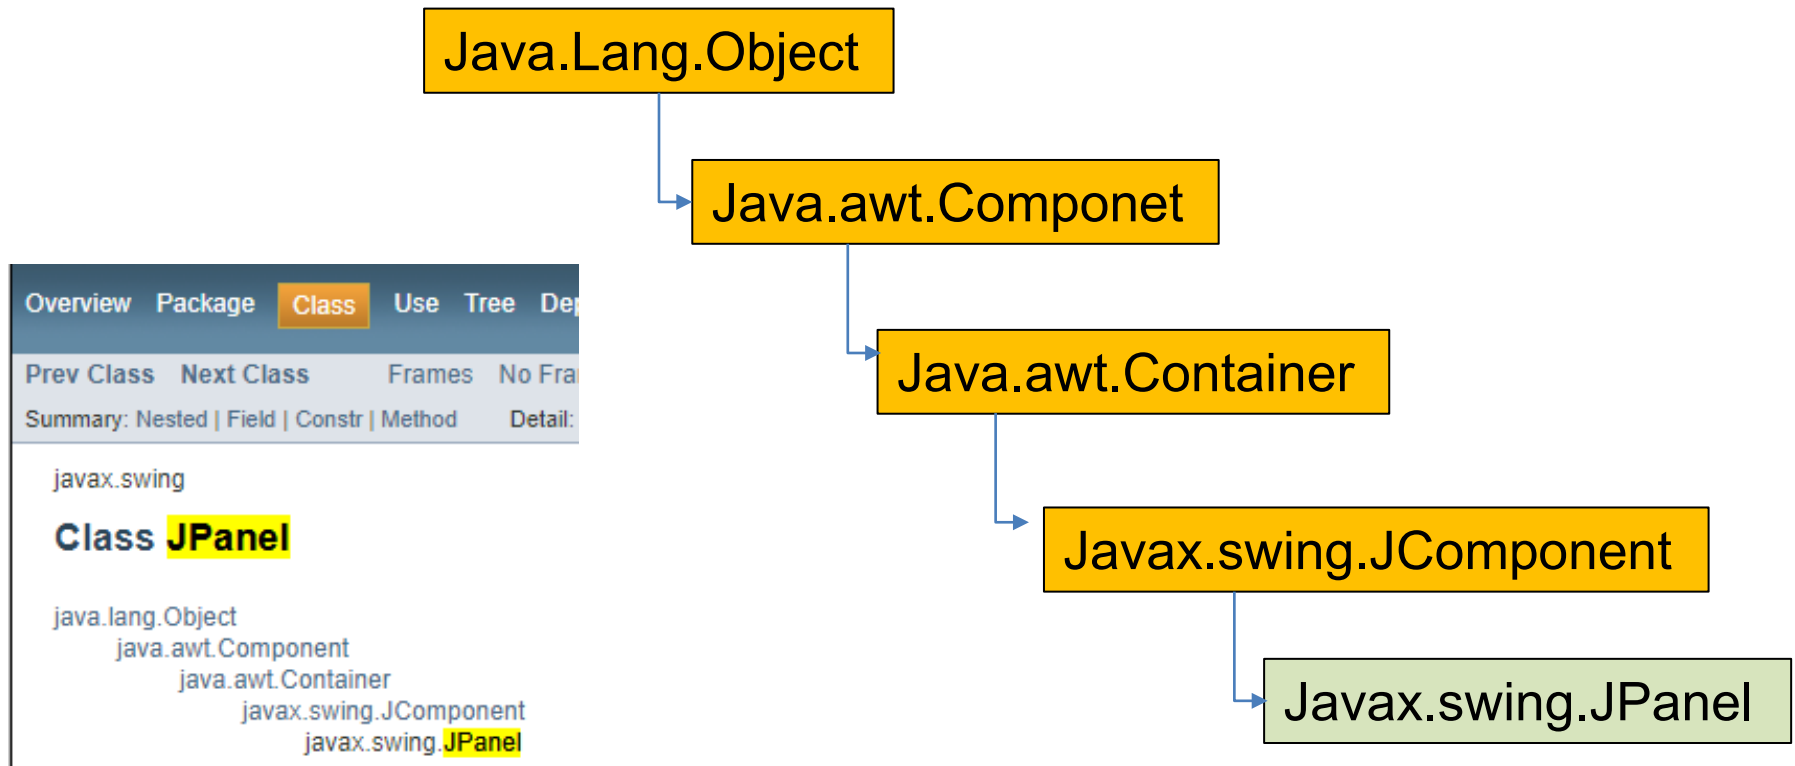 Java.Lang.Object
Java.awt.Componet
Java.awt.Container
Javax.swing.JComponent
Javax.swing.JPanel
Overview Package Class Use Tree
Prev Class Next Class Frames No
Summary: Nested | Field | Constr | Method Detail:
javax.swing
Class JPanel
java.lang.Object
java.awt.Component
java.awt.Container
javax.swing.JComponent
javax.swing.JPanel